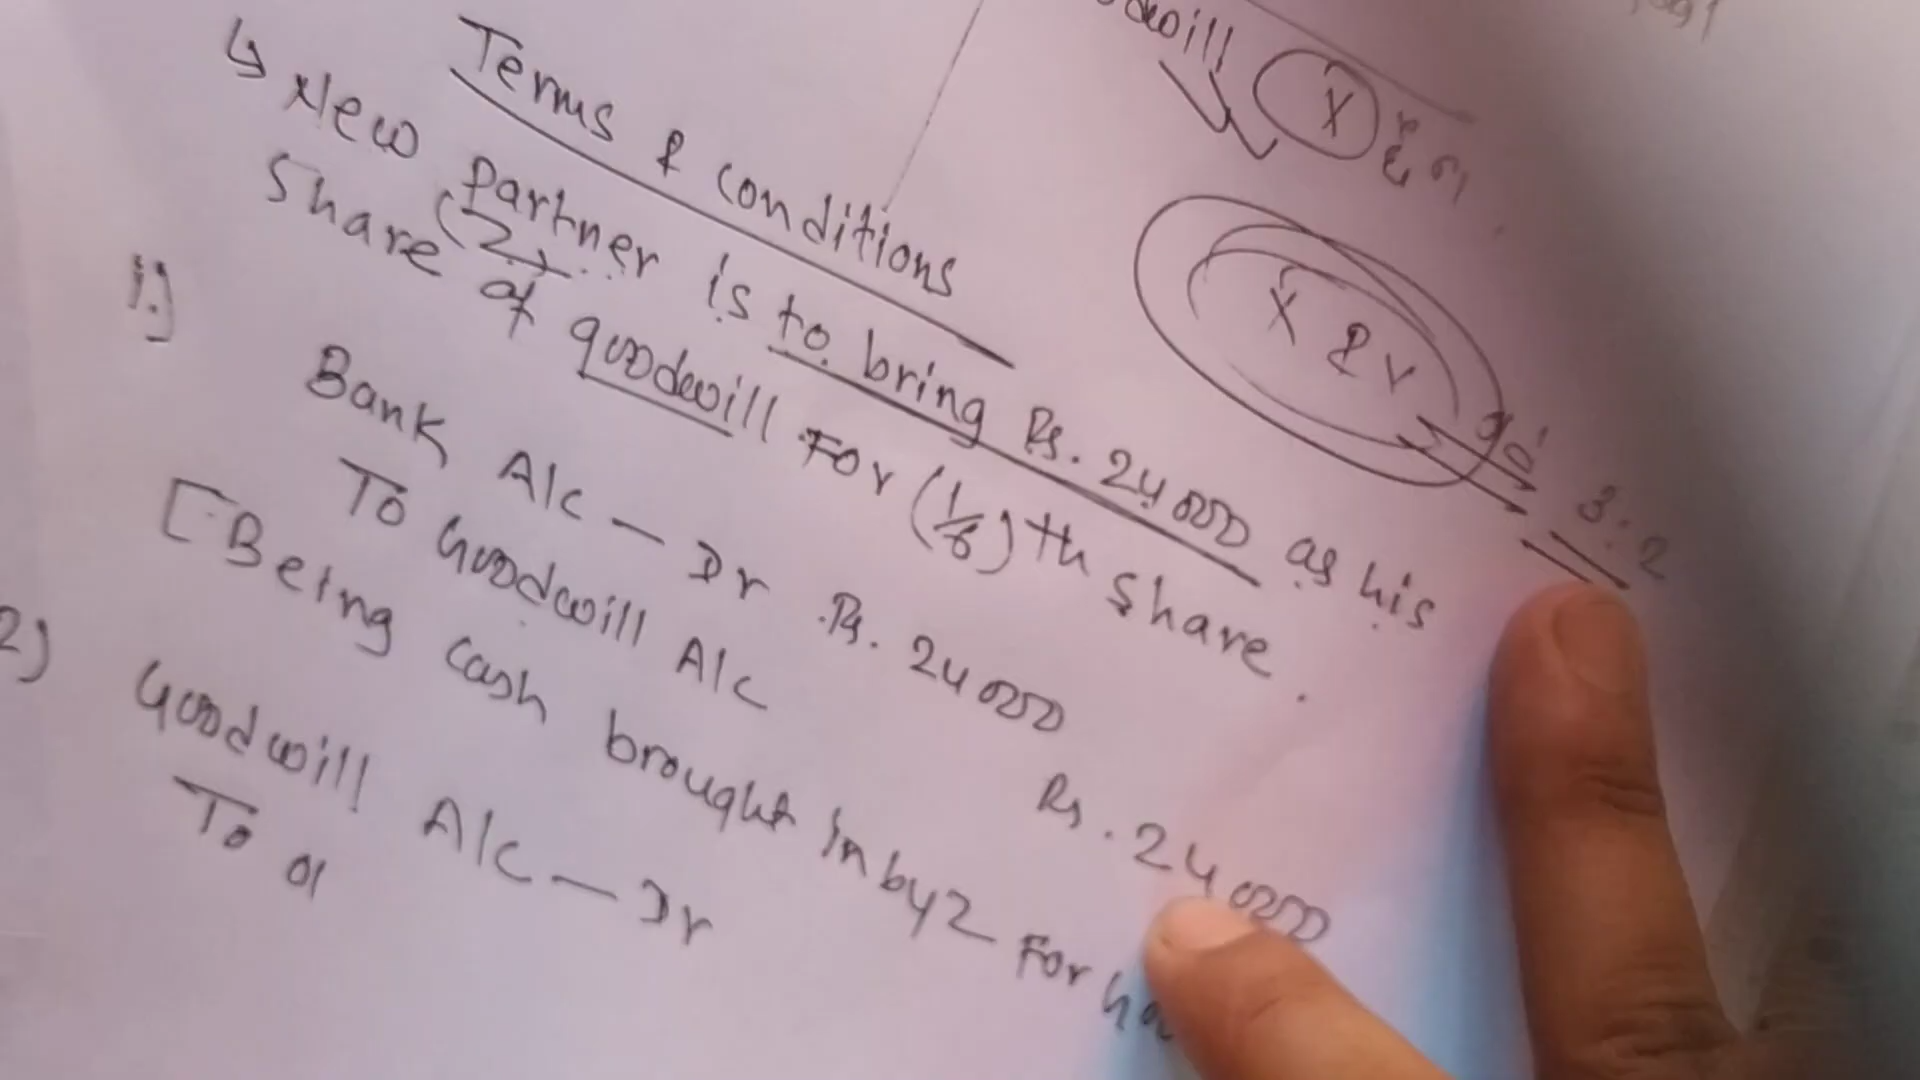 Terms & conditions
↳ New partner is to bring Rs. 24000 as his
(Z)
share of goodwill For (1/6)th share.
1.)
Bank A/c — Dr Rs. 24000
To Goodwill A/c Rs. 24000
[Being cash brought in by Z For
2) Goodwill A/c — Dr
To
X
X & Y
3:2